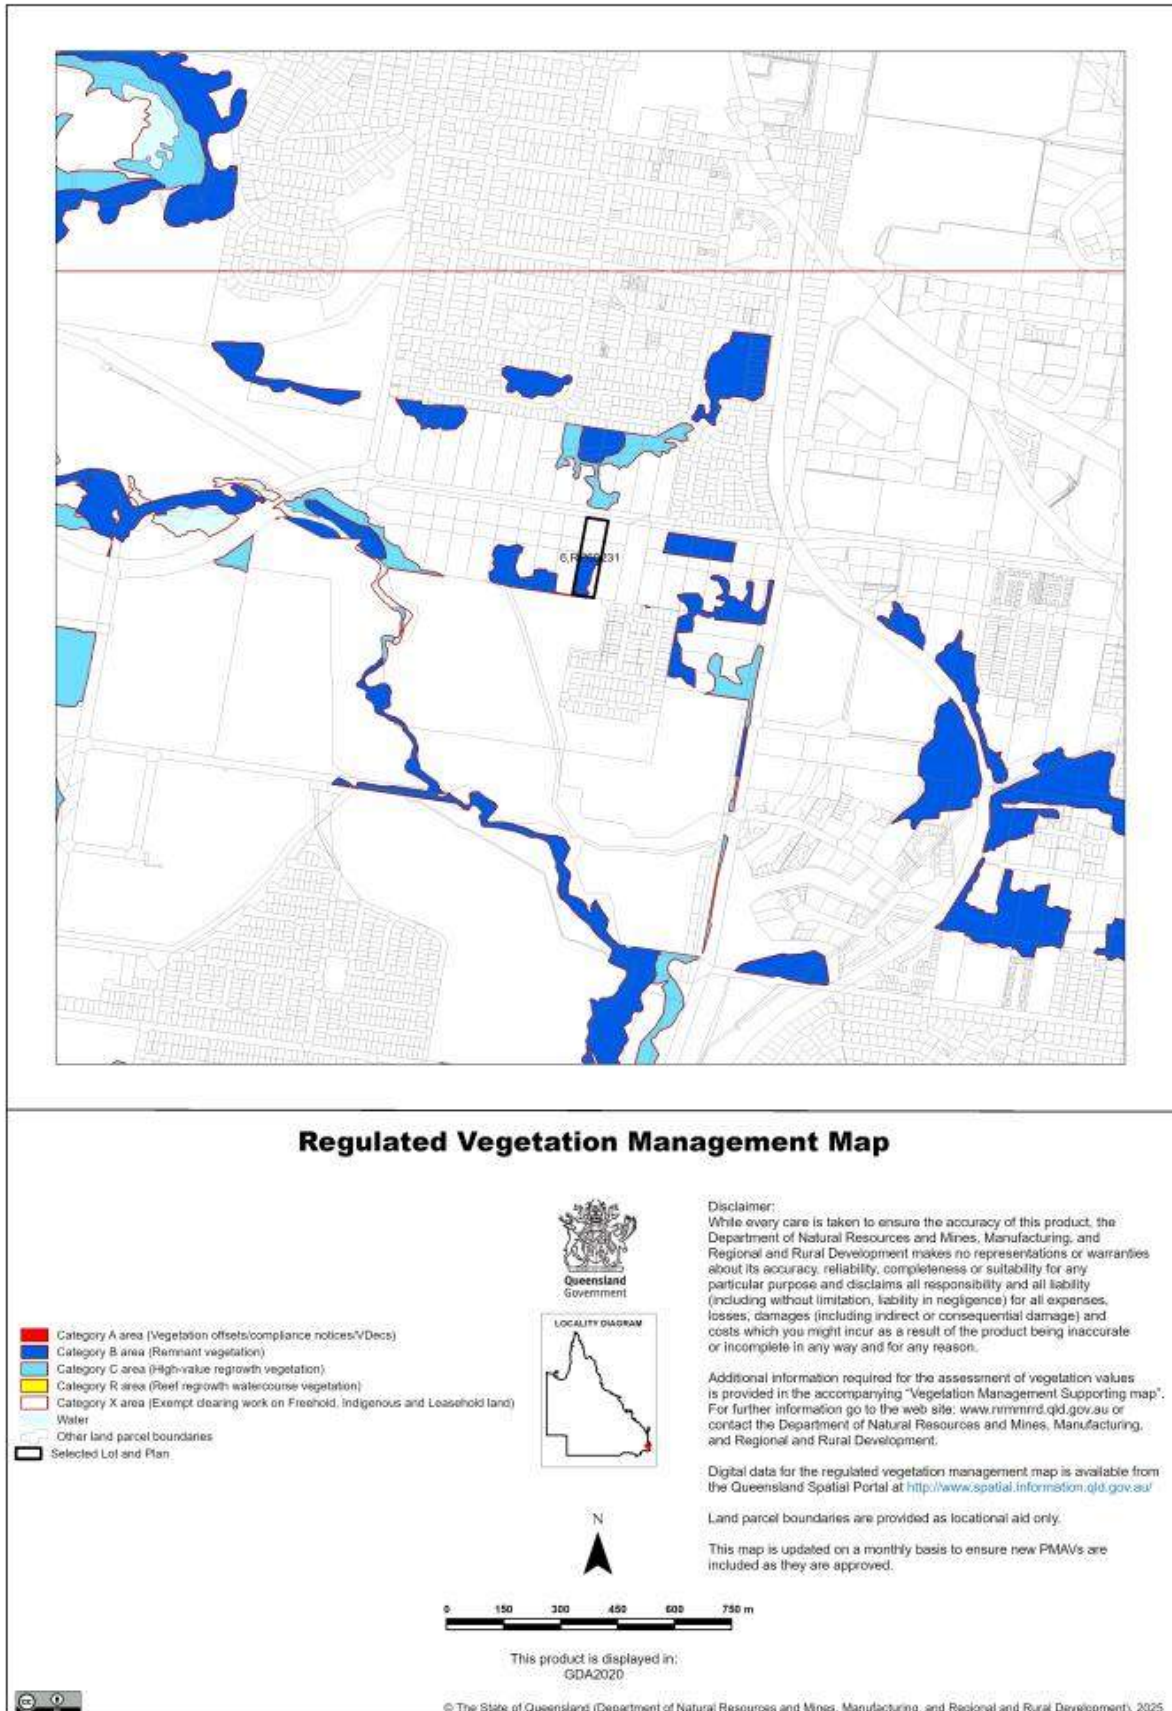 Regulated Vegetation Management Map
Queensland
Government
LOCALITY DIAGRAM
Category A area (Vegetation offsets/compliance notices/VDecs)
Category B area (Remnant vegetation)
Category C area (High-value regrowth vegetation)
Category R area (Reef regrowth watercourse vegetation)
Category X area (Exempt clearing work on Freehold, Indigenous and Leasehold land)
Water
Other land parcel boundaries
Selected Lot and Plan
Disclaimer:
While every care is taken to ensure the accuracy of this product, the
Department of Natural Resources and Mines, Manufacturing, and
Regional and Rural Development makes no representations or warranties
about its accuracy, reliability, completeness or suitability for any
particular purpose and disclaims all responsibility and all liability
(including without limitation, liability in negligence) for all expenses,
losses, damages (including indirect or consequential damage) and
costs which you might incur as a result of the product being inaccurate
or incomplete in any way and for any reason.
Additional information required for the assessment of vegetation values
is provided in the accompanying "Vegetation Management Supporting map".
For further information go to the web site: www.nrmmrrd.qld.gov.au or
contact the Department of Natural Resources and Mines, Manufacturing,
and Regional and Rural Development.
Digital data for the regulated vegetation management map is available from
the Queensland Spatial Portal at http://www.spatial.information.qld.gov.au/
Land parcel boundaries are provided as locational aid only.
This map is updated on a monthly basis to ensure new PMAVs are
included as they are approved.
N
0 150 300 450 600 750 m
This product is displayed in:
GDA2020
cc
© The State of Queensland (Department of Natural Resources and Mines, Manufacturing, and Regional and Rural Development), 2025